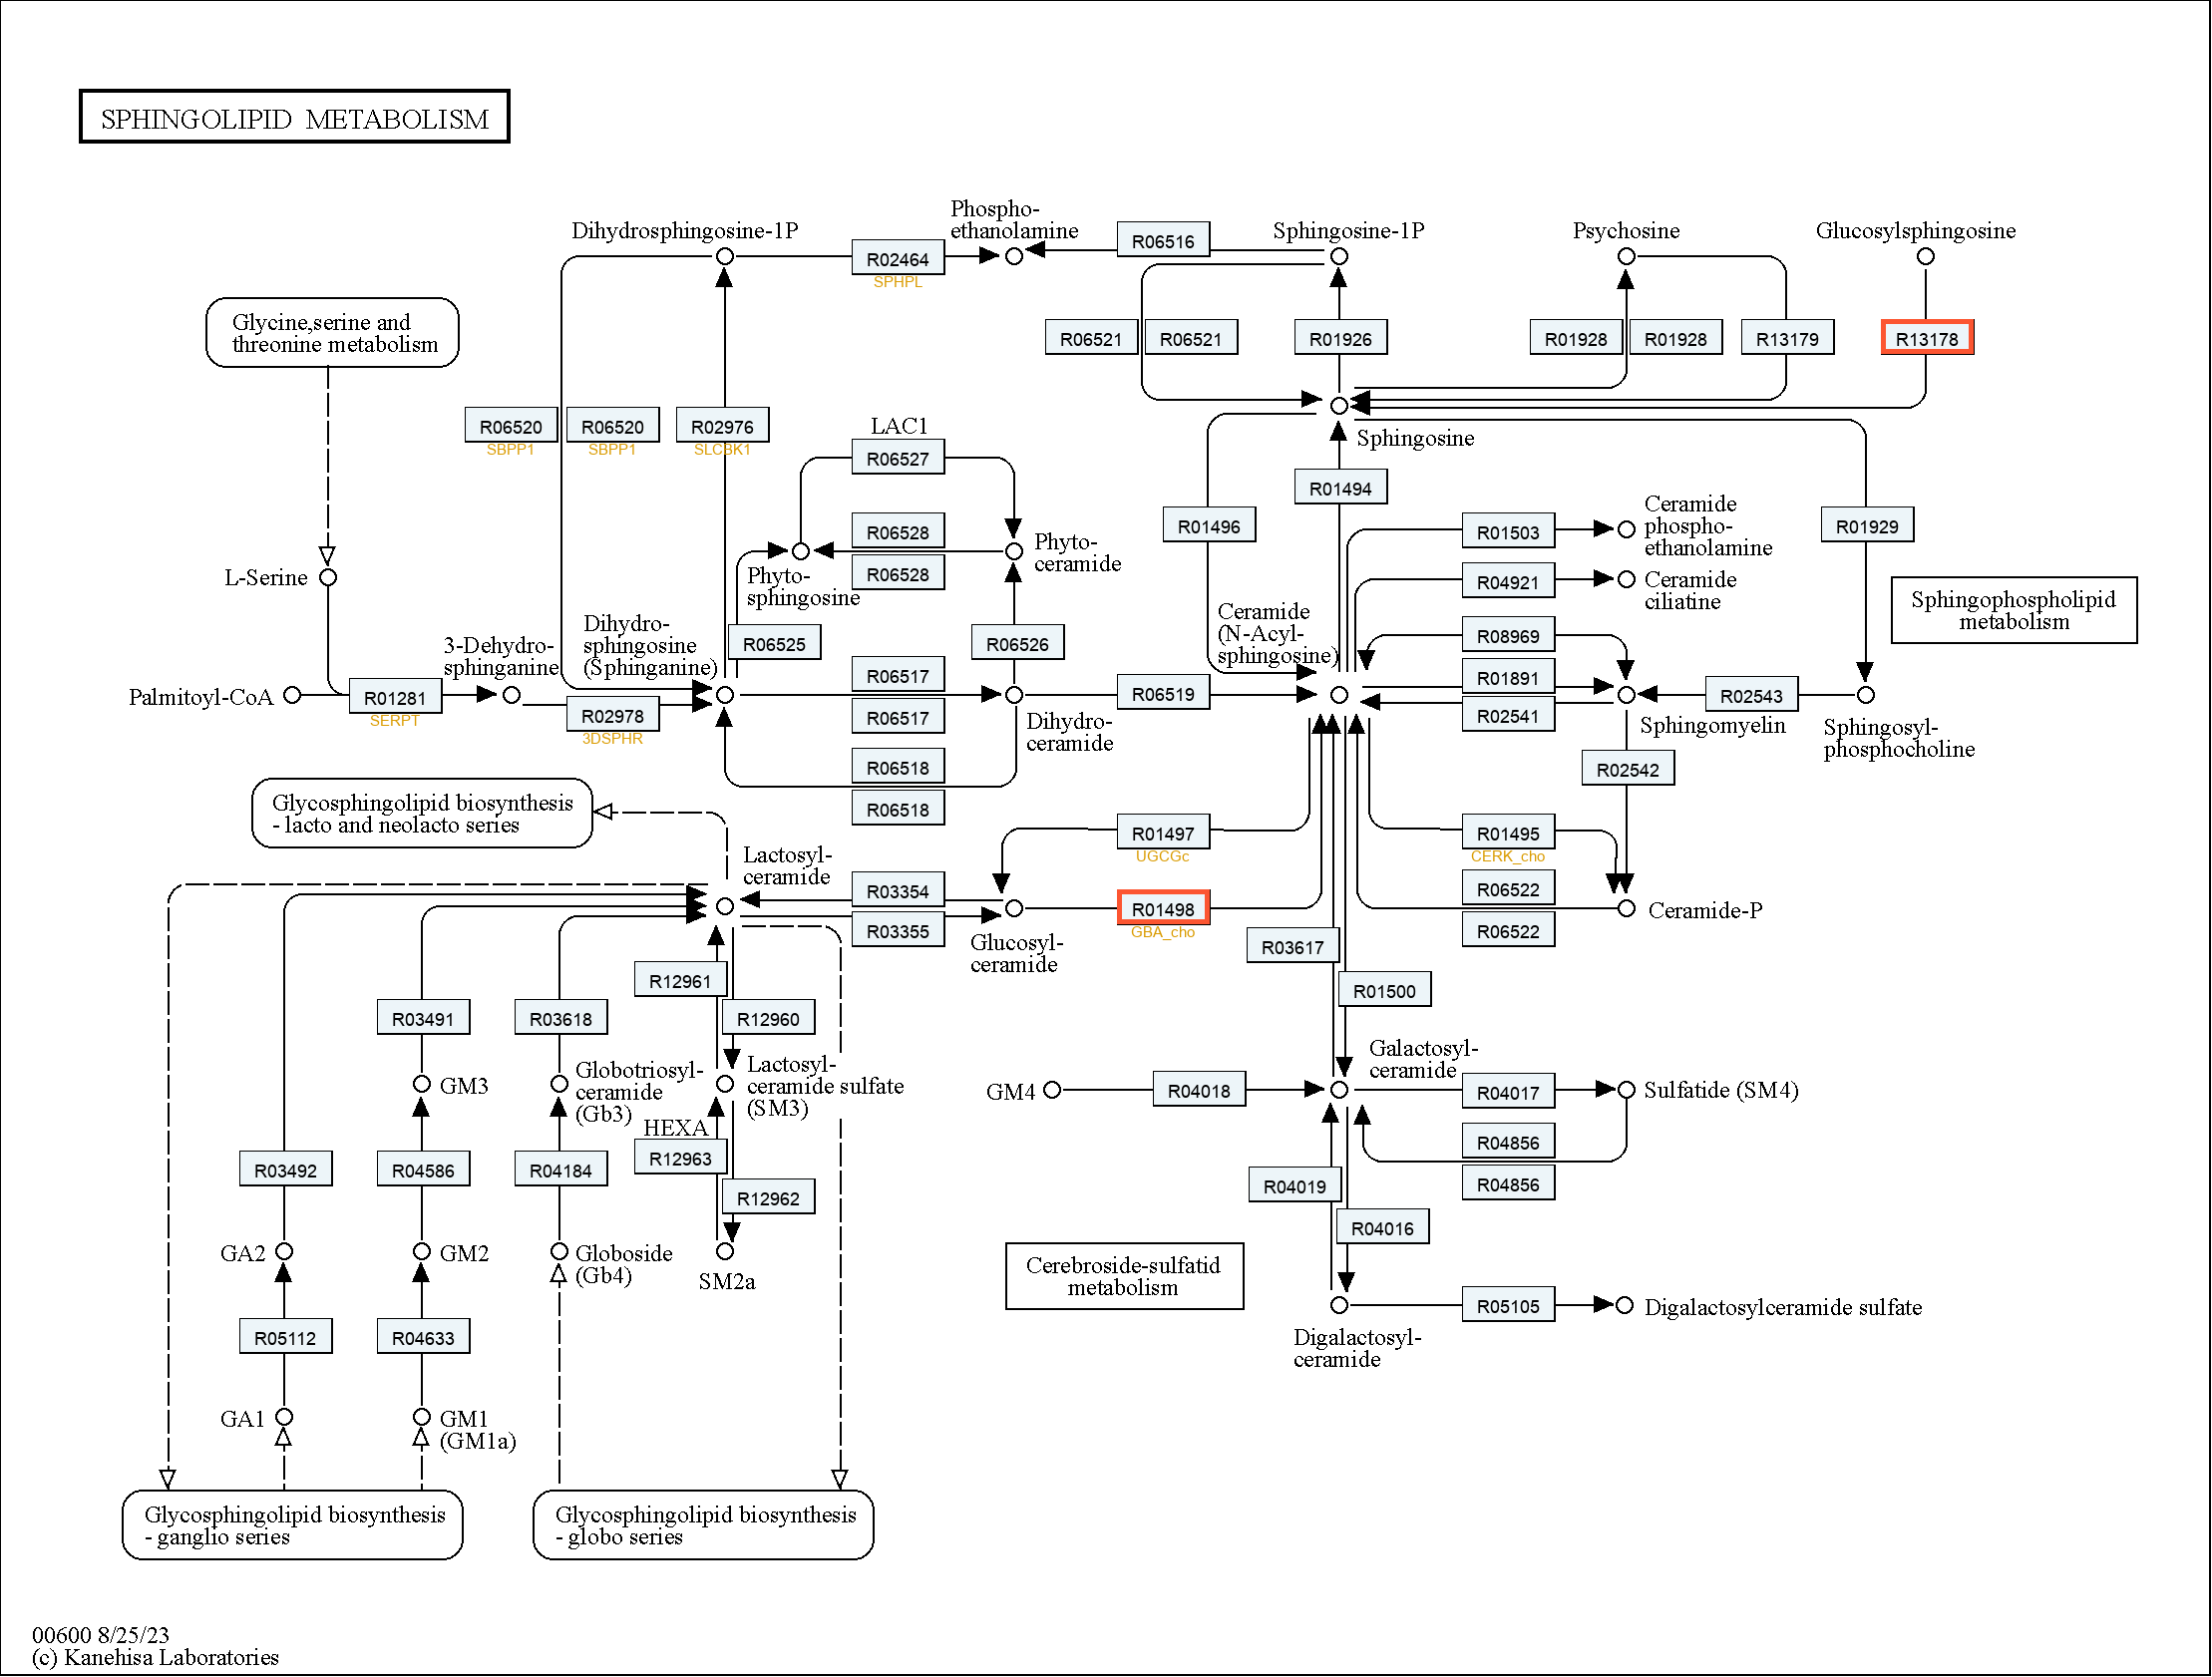 SPHINGOLIPID METABOLISM
Dihydrosphingosine-1P
Phospho-
ethanolamine
Sphingosine-1P
Psychosine
Glucosylsphingosine
R02464
SPHPL
R06516
Glycine,serine and
threonine metabolism
R06521
R06521
R01926
R01928
R01928
R13179
R13178
R06520
SBPP1
R06520
SBPP1
R02976
SLCBK1
LAC1
R06527
Sphingosine
R01494
R01496
R06528
R06528
Phyto-
ceramide
Phyto-
sphingosine
R01503
Ceramide
phospho-
ethanolamine
R01929
R04921
Ceramide
ciliatine
Sphingophospholipid
metabolism
L-Serine
3-Dehydro-
sphinganine
Dihydro-
sphingosine
(Sphinganine)
R06525
R06526
Ceramide
(N-Acyl-
sphingosine)
R08969
Palmitoyl-CoA
R01281
SERPT
R02978
3DSPHR
R06517
R06517
Dihydro-
ceramide
R06519
R01891
R02541
Sphingomyelin
R02543
Sphingosyl-
phosphocholine
R06518
R06518
R02542
Glycosphingolipid biosynthesis
- lacto and neolacto series
R01497
UGCGc
R01495
CERK_cho
Lactosyl-
ceramide
R03354
R03355
Glucosyl-
ceramide
R01498
GBA_cho
R06522
R06522
Ceramide-P
R03617
R01500
R12961
R12960
R03491
R03618
GM3
Globotriosyl-
ceramide
(Gb3)
Lactosyl-
ceramide sulfate
(SM3)
GM4
R04018
Galactosyl-
ceramide
R04017
Sulfatide (SM4)
HEXA
R12963
R12962
R03492
R04586
R04184
R04856
R04856
R04019
R04016
GA2
GM2
Globoside
(Gb4)
SM2a
Cerebroside-sulfatid
metabolism
R05112
R04633
R05105
Digalactosylceramide sulfate
Digalactosyl-
ceramide
GA1
GM1
(GM1a)
Glycosphingolipid biosynthesis
- ganglio series
Glycosphingolipid biosynthesis
- globo series
00600 8/25/23
(c) Kanehisa Laboratories